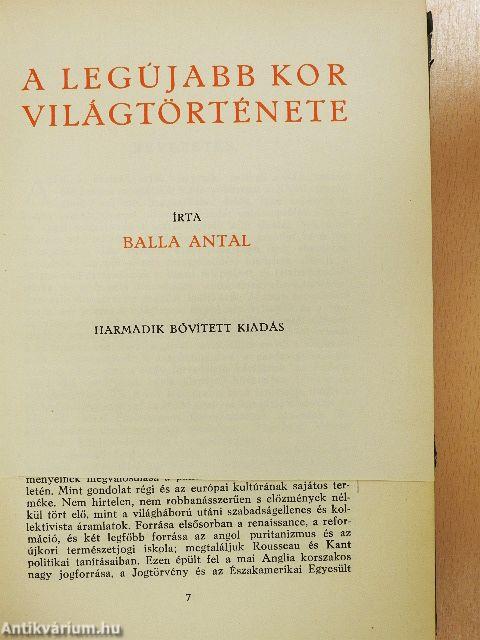 A LEGÚJABB KOR
VILÁGTÖRTÉNETE
ÍRTA
BALLA ANTAL
HARMADIK BŐVÍTETT KIADÁS
ményeinek megvalósulása a
letén. Mint gondolat régi és az európai kultúrának sajátos ter-
méke. Nem hirtelen, nem robbanásszerűen s előzmények nél-
kül tört elő, mint a világháború utáni szabadságellenes és kol-
lektivista áramlatok. Forrása elsősorban a renaissance, a refor-
máció, és két legfőbb forrása az angol puritanizmus és az
újkori természetjogi iskola; megtaláljuk Rousseau és Kant
politikai tanításaiban. Ezen épült fel a mai Anglia korszakos
nagy jogforrása, a Jogtörvény és az Északamerikai Egyesült
7
Antikvárium.hu